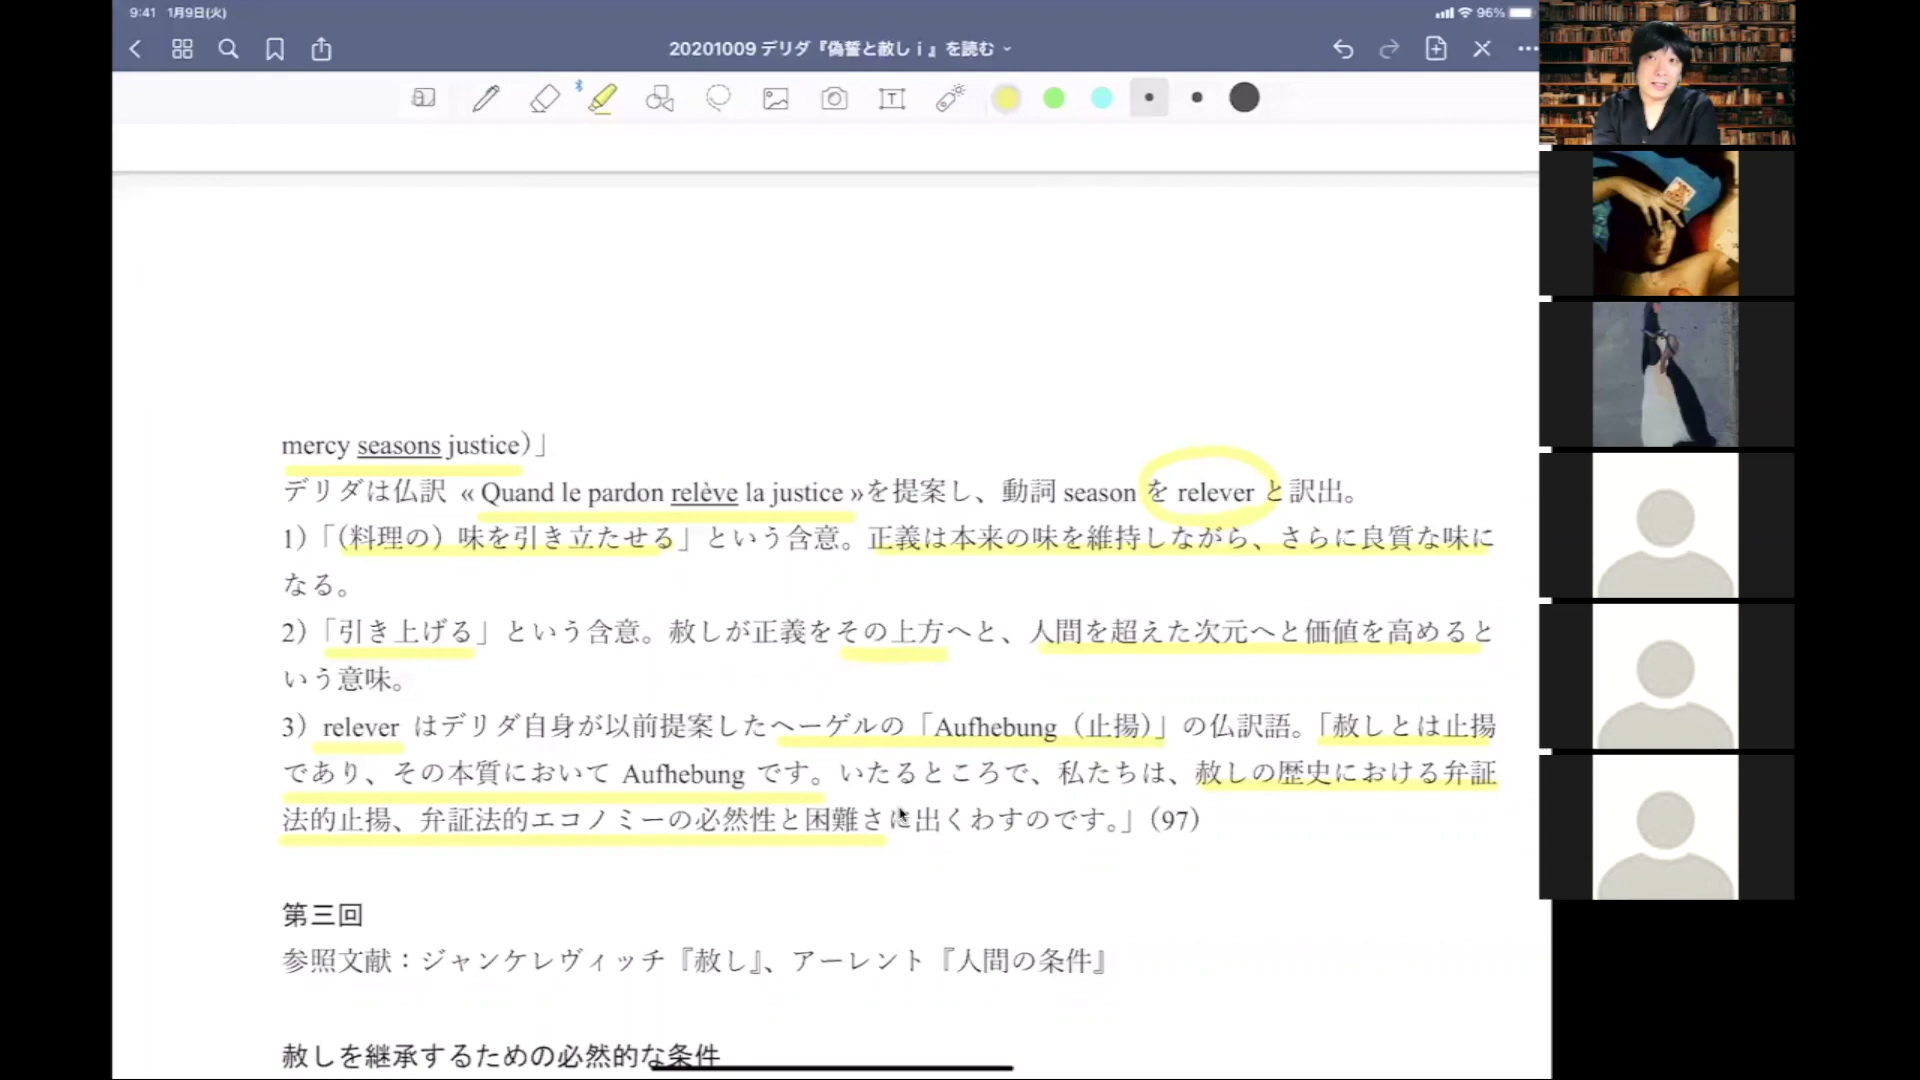 9:41 1月9日(火)
96%
20201009 デリダ『偽誓と赦しⅰ』を読む
mercy seasons justice)」
デリダは仏訳 « Quand le pardon relève la justice »を提案し、動詞 season を relever と訳出。
1)「(料理の)味を引き立たせる」という含意。正義は本来の味を維持しながら、さらに良質な味に
なる。
2)「引き上げる」という含意。赦しが正義をその上方へと、人間を超えた次元へと価値を高めると
いう意味。
3) relever はデリダ自身が以前提案したヘーゲルの「Aufhebung(止揚)」の仏訳語。「赦しとは止揚
であり、その本質において Aufhebung です。いたるところで、私たちは、赦しの歴史における弁証
法的止揚、弁証法的エコノミーの必然性と困難さに出くわすのです。」(97)
第三回
参照文献:ジャンケレヴィッチ『赦し』、アーレント『人間の条件』
赦しを継承するための必然的な条件